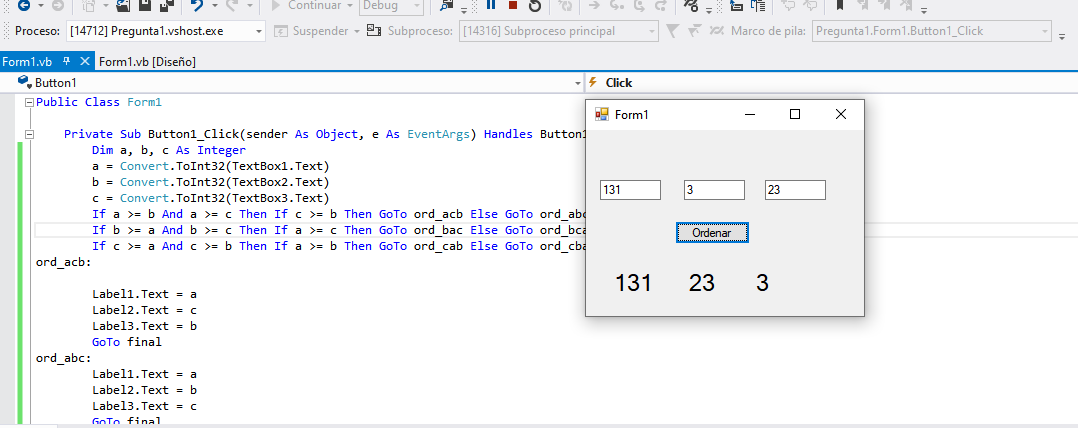 Continuar Debug
Proceso: [14712] Pregunta1.vshost.exe Suspender Subproceso: [14316] Subproceso principal Marco de pila: Pregunta1.Form1.Button1_Click
Form1.vb Form1.vb [Diseño]
Button1 Click
Public Class Form1
Private Sub Button1_Click(sender As Object, e As EventArgs) Handles Button1
Dim a, b, c As Integer
a = Convert.ToInt32(TextBox1.Text)
b = Convert.ToInt32(TextBox2.Text)
c = Convert.ToInt32(TextBox3.Text)
If a >= b And a >= c Then If c >= b Then GoTo ord_acb Else GoTo ord_abc
If b >= a And b >= c Then If a >= c Then GoTo ord_bac Else GoTo ord_bca
If c >= a And c >= b Then If a >= b Then GoTo ord_cab Else GoTo ord_cba
ord_acb:
Label1.Text = a
Label2.Text = c
Label3.Text = b
GoTo final
ord_abc:
Label1.Text = a
Label2.Text = b
Label3.Text = c
GoTo final
Form1
131 3 23
Ordenar
131 23 3